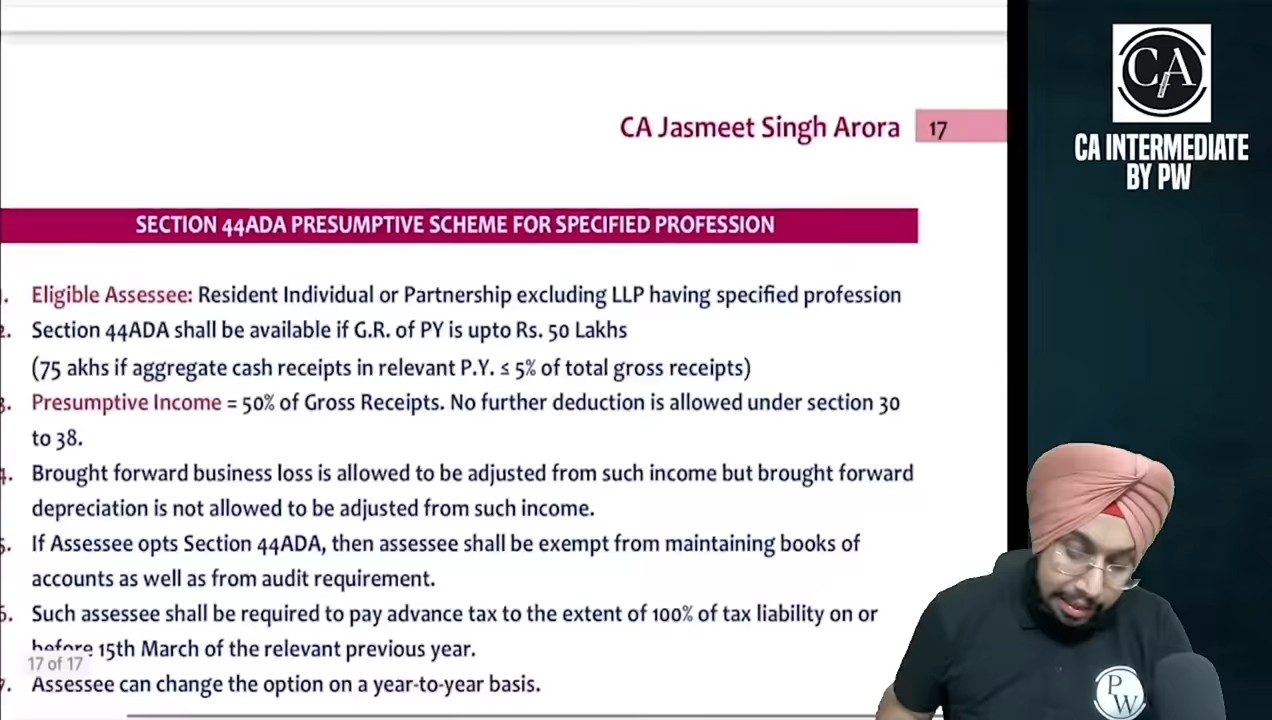 CA Jasmeet Singh Arora 17
SECTION 44ADA PRESUMPTIVE SCHEME FOR SPECIFIED PROFESSION
. Eligible Assessee: Resident Individual or Partnership excluding LLP having specified profession
2. Section 44ADA shall be available if G.R. of PY is upto Rs. 50 Lakhs
(75 akhs if aggregate cash receipts in relevant P.Y. ≤ 5% of total gross receipts)
3. Presumptive Income = 50% of Gross Receipts. No further deduction is allowed under section 30
to 38.
4. Brought forward business loss is allowed to be adjusted from such income but brought forward
depreciation is not allowed to be adjusted from such income.
5. If Assessee opts Section 44ADA, then assessee shall be exempt from maintaining books of
accounts as well as from audit requirement.
6. Such assessee shall be required to pay advance tax to the extent of 100% of tax liability on or
before 15th March of the relevant previous year.
17 of 17
7. Assessee can change the option on a year-to-year basis.
CA
CA INTERMEDIATE
BY PW
PW